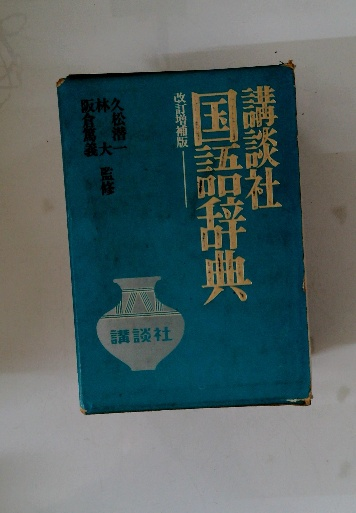 講談社
国語辞典
改訂増補版
久松潜一
林大
阪倉篤義
監修
講談社